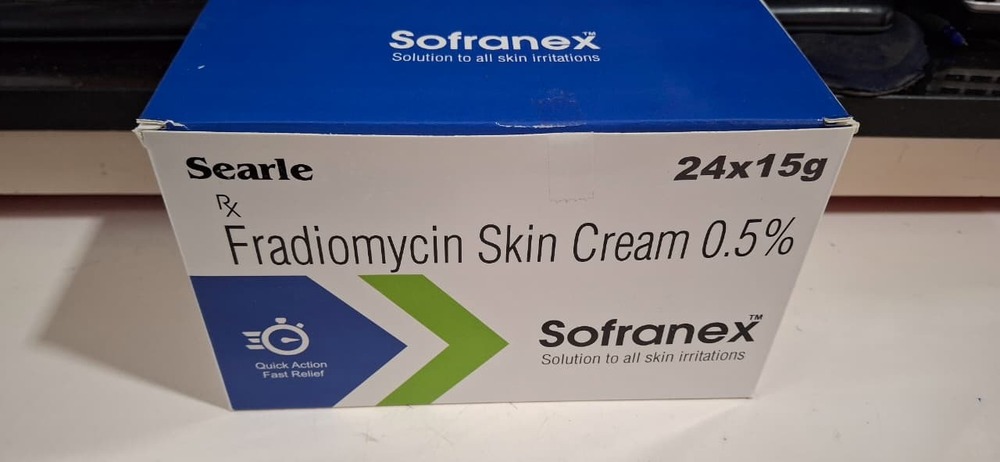 Sofranex™
Solution to all skin irritations
Searle
24x15g
Rx
Fradiomycin Skin Cream 0.5%
Quick Action
Fast Relief
Sofranex™
Solution to all skin irritations